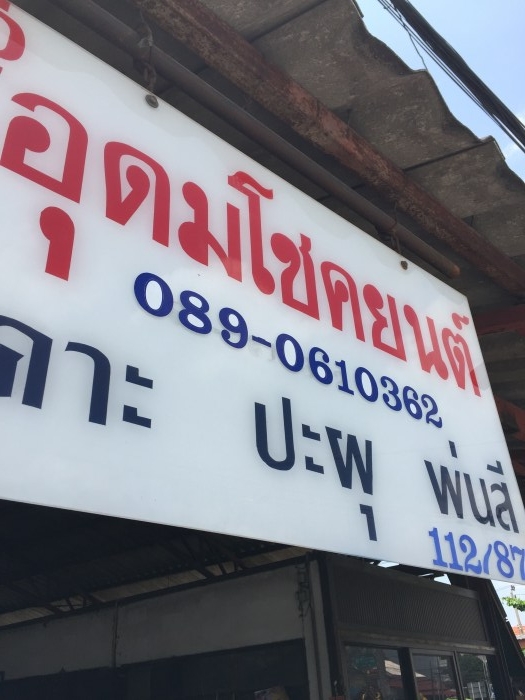 อุดมโชคยนต์
089-0610362
เคาะ ปะผุ พ่นสี
112/87